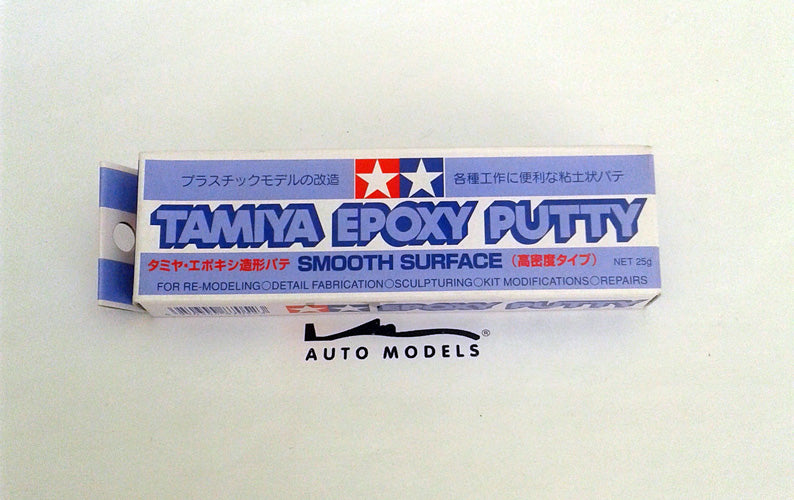 プラスチックモデルの改造 各種工作に便利な粘土状パテ
TAMIYA EPOXY PUTTY
タミヤ・エポキシ造形パテ SMOOTH SURFACE (高密度タイプ) NET 25g
FOR RE-MODELING○DETAIL FABRICATION○SCULPTURING○KIT MODIFICATIONS○REPAIRS
EPOXY PUTTY
®
AUTO MODELS